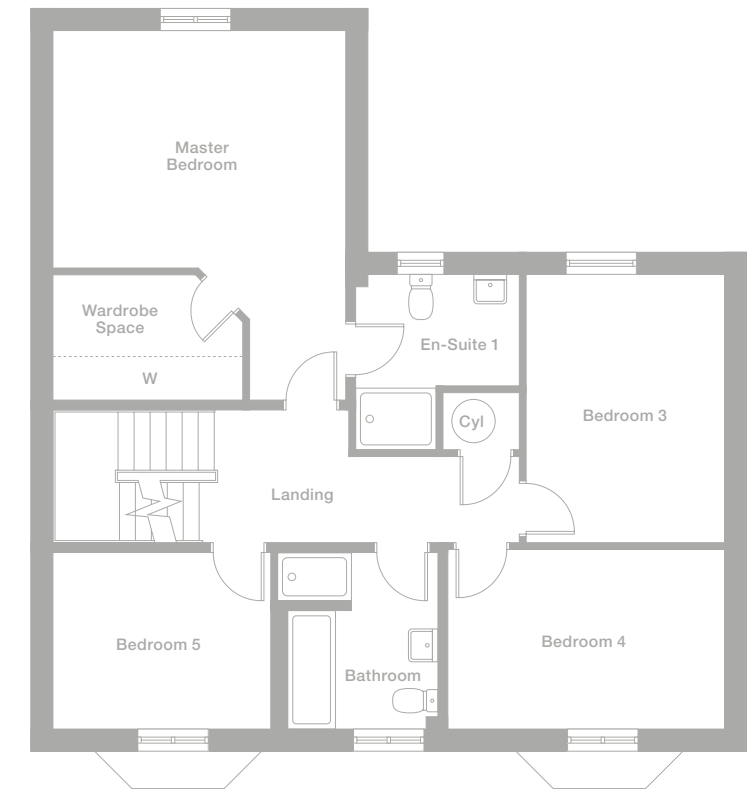 Master
Bedroom
Wardrobe
Space
W
En-Suite 1
Cyl
Bedroom 3
Landing
Bedroom 5
Bathroom
Bedroom 4